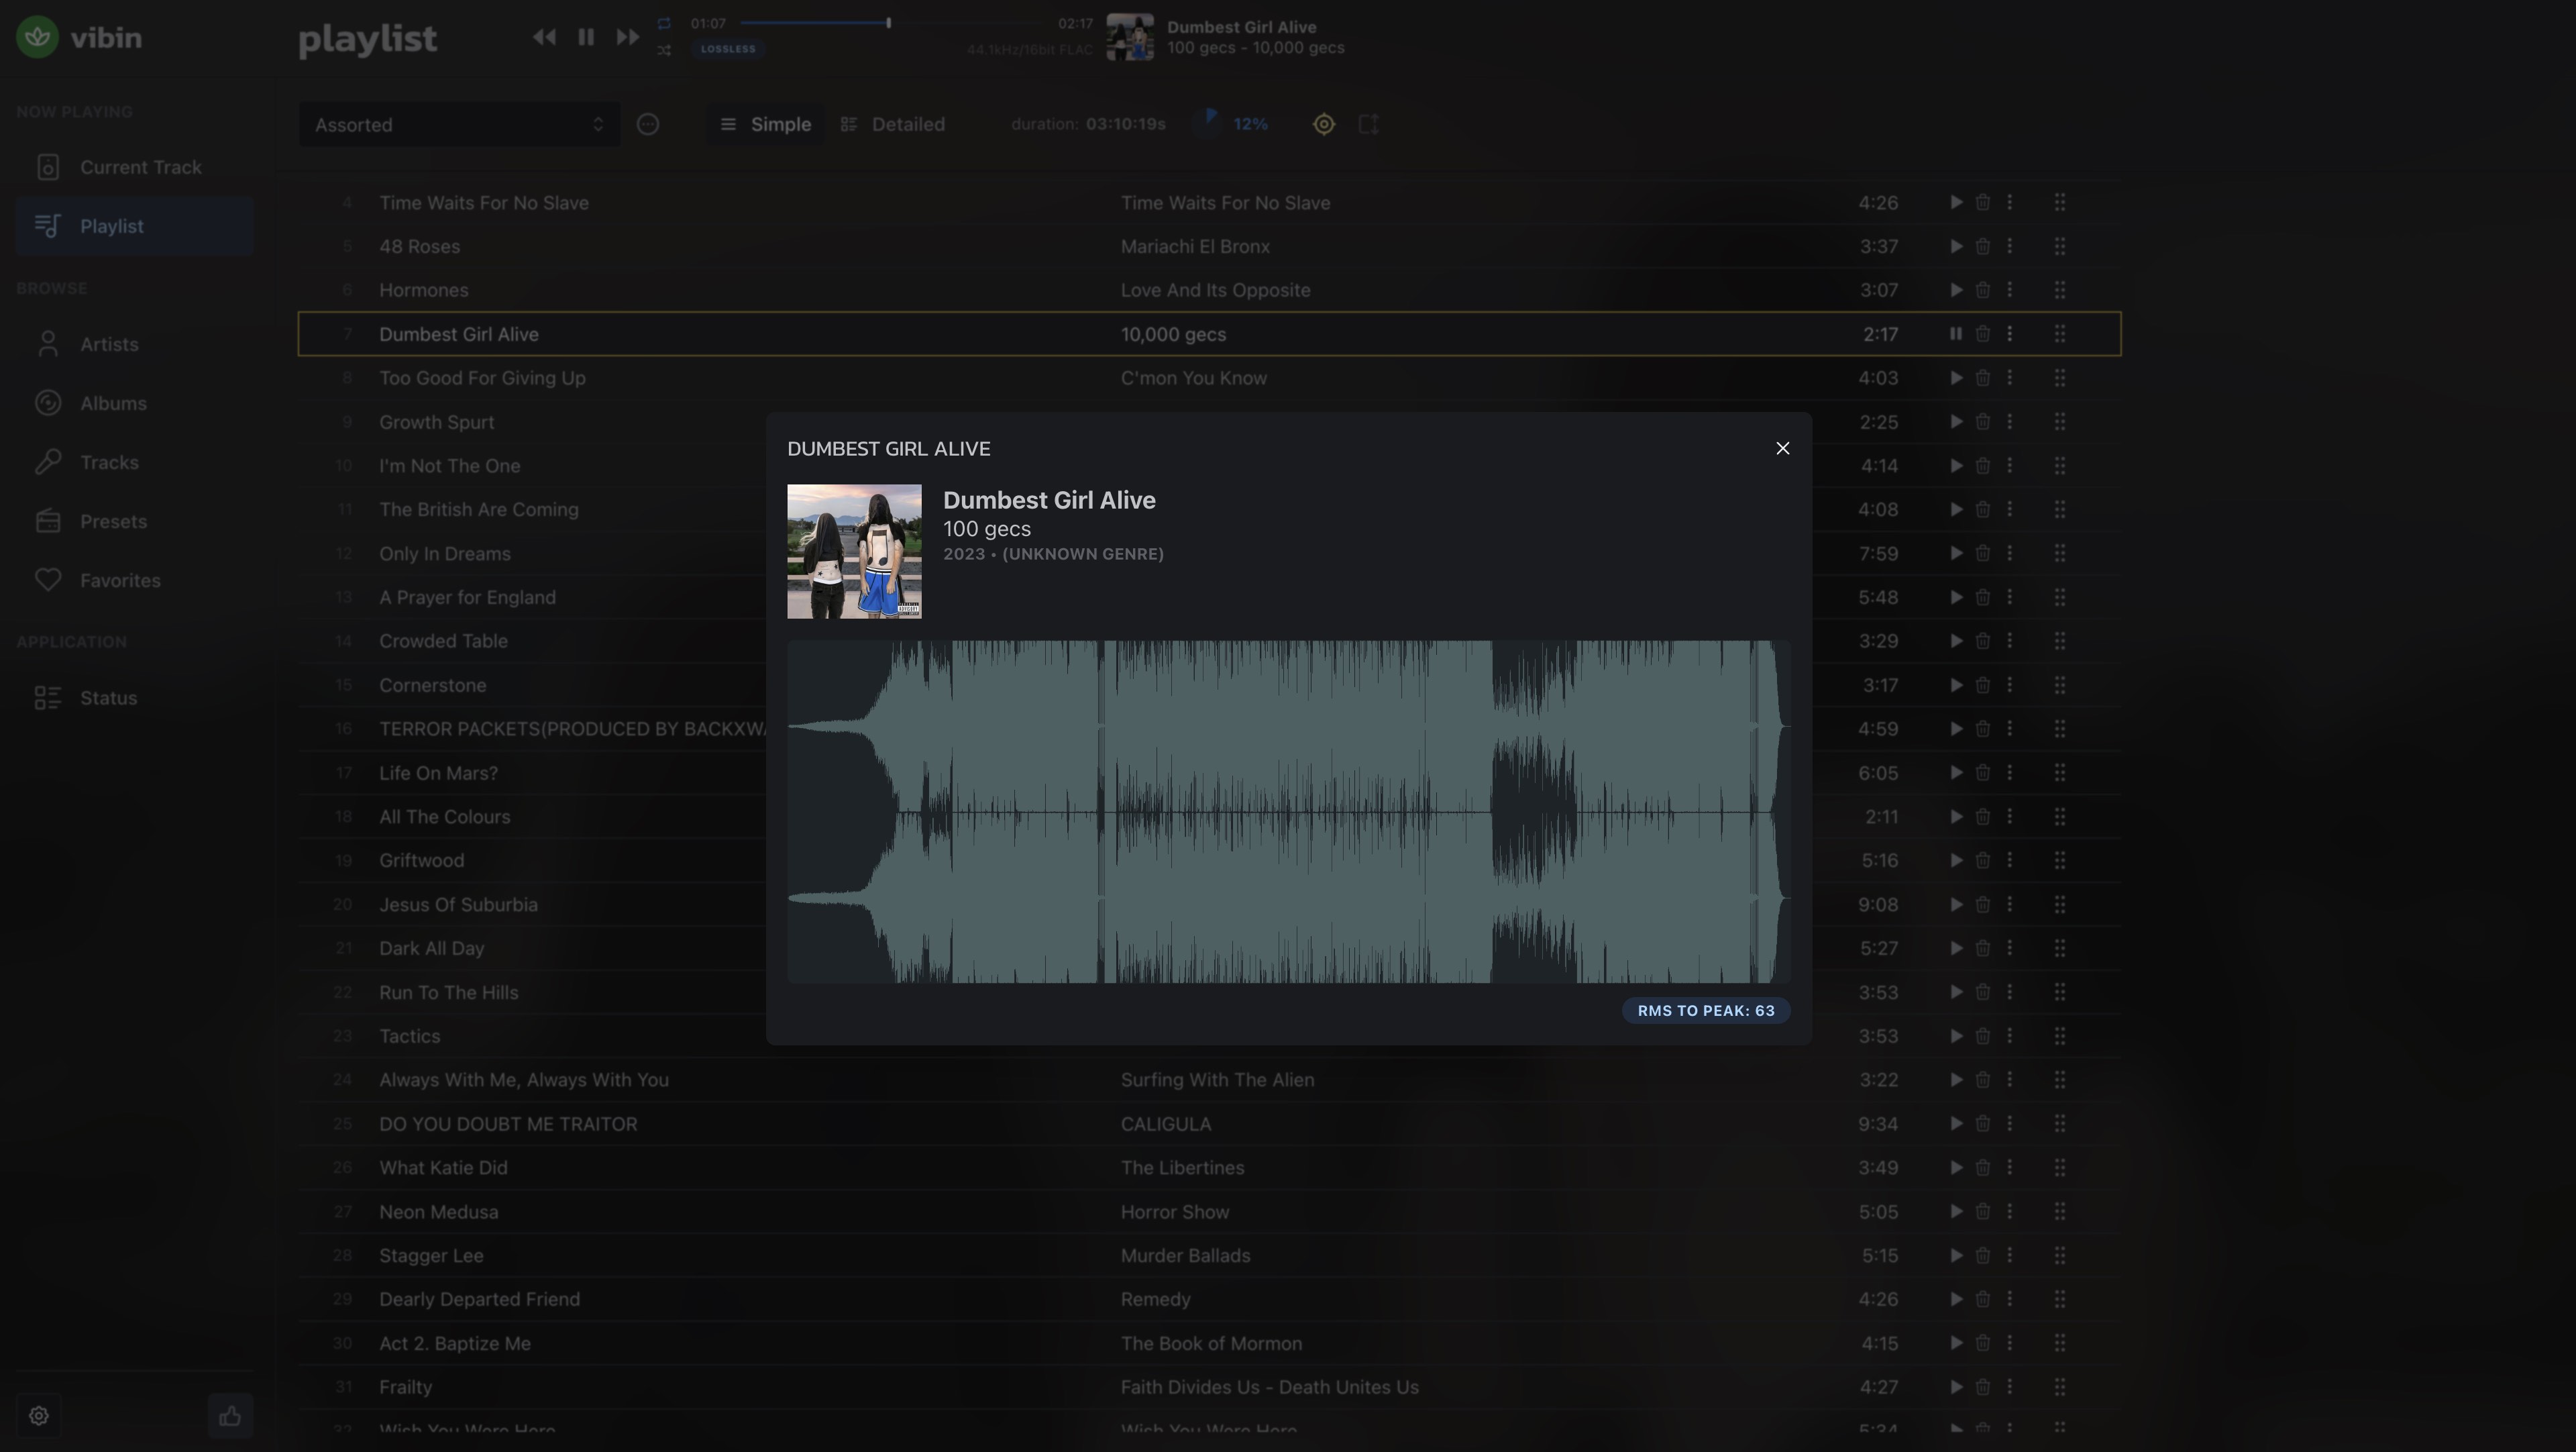 vibin
playlist
01:07
02:17
LOSSLESS
44.1kHz/16bit FLAC
Dumbest Girl Alive
100 gecs - 10,000 gecs
NOW PLAYING
Current Track
Playlist
BROWSE
Artists
Albums
Tracks
Presets
Favorites
APPLICATION
Status
Assorted
Simple
Detailed
duration: 03:10:19s
12%
4 Time Waits For No Slave Time Waits For No Slave 4:26
5 48 Roses Mariachi El Bronx 3:37
6 Hormones Love And Its Opposite 3:07
7 Dumbest Girl Alive 10,000 gecs 2:17
8 Too Good For Giving Up C'mon You Know 4:03
9 Growth Spurt 2:25
10 I'm Not The One 4:14
11 The British Are Coming 4:08
12 Only In Dreams 7:59
13 A Prayer for England 5:48
14 Crowded Table 3:29
15 Cornerstone 3:17
16 TERROR PACKETS(PRODUCED BY BACKXWA 4:59
17 Life On Mars? 6:05
18 All The Colours 2:11
19 Griftwood 5:16
20 Jesus Of Suburbia 9:08
21 Dark All Day 5:27
22 Run To The Hills 3:53
23 Tactics 3:53
24 Always With Me, Always With You Surfing With The Alien 3:22
25 DO YOU DOUBT ME TRAITOR CALIGULA 9:34
26 What Katie Did The Libertines 3:49
27 Neon Medusa Horror Show 5:05
28 Stagger Lee Murder Ballads 5:15
29 Dearly Departed Friend Remedy 4:26
30 Act 2. Baptize Me The Book of Mormon 4:15
31 Frailty Faith Divides Us - Death Unites Us 4:27
32 Wish You Were Here Wish You Were Here 5:34
DUMBEST GIRL ALIVE
Dumbest Girl Alive
100 gecs
2023 • (UNKNOWN GENRE)
RMS TO PEAK: 63